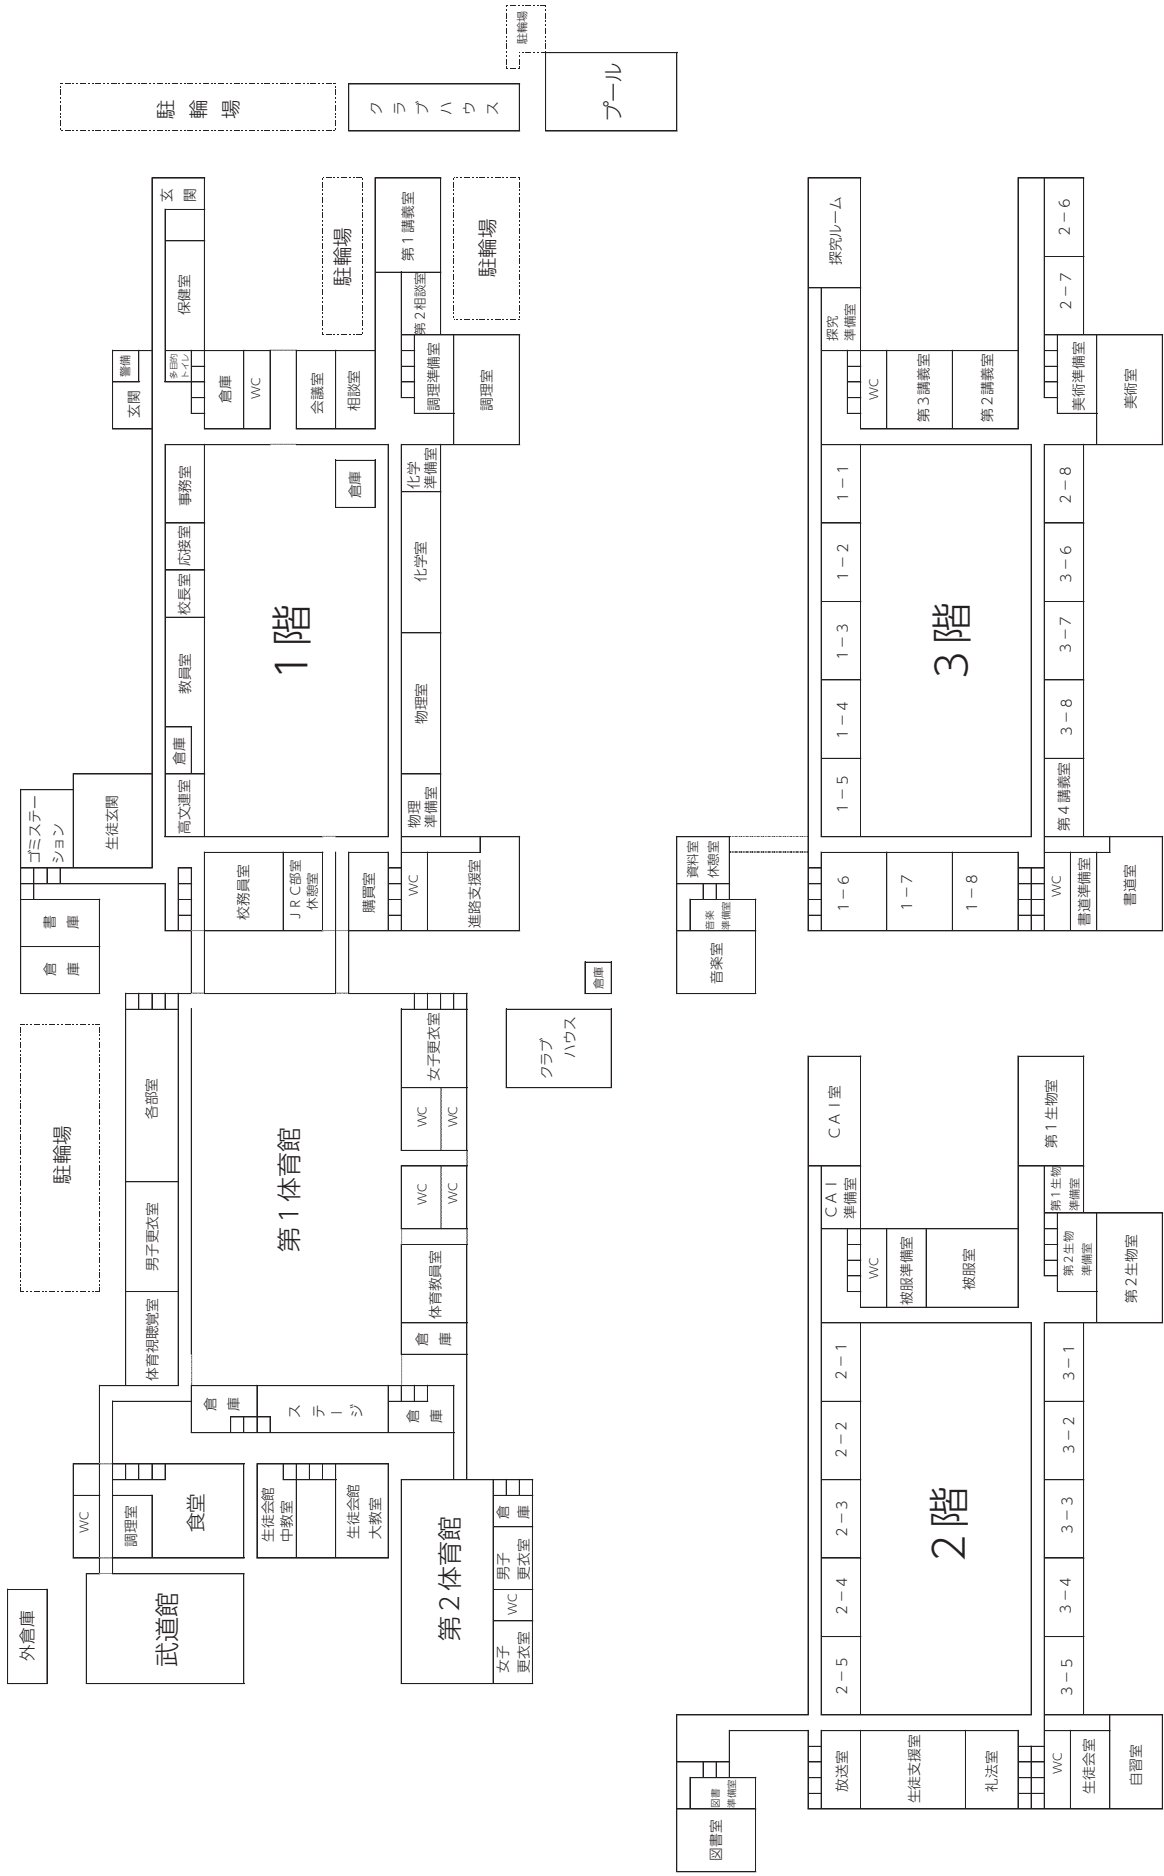 外倉庫
武道館
WC
調理室
食堂
生徒会館
中教室
生徒会館
大教室
第2体育館
女子
更衣室
WC
男子
更衣室
倉
庫
駐輪場
体育視聴覚室
男子更衣室
各部室
倉
庫
ステージ
倉
庫
第1体育館
倉
庫
体育教員室
WC
WC
WC
WC
女子更衣室
クラブ
ハウス
倉庫
倉
庫
書
庫
ゴミステー
ション
生徒玄関
校務員室
JRC部室
休憩室
購買室
WC
進路支援室
高文連室
倉庫
教員室
校長室
応接室
事務室
1階
倉庫
物理
準備室
物理室
化学室
化学
準備室
玄関
警備
多目的
トイレ
保健室
玄
関
倉庫
WC
会議室
相談室
調理準備室
調理室
第2相談室
第1講義室
駐輪場
駐輪場
駐
輪
場
クラブハウス
駐輪場
プール
図書室
図書
準備室
放送室
生徒支援室
礼法室
WC
生徒会室
自習室
2-5
2-4
2-3
2-2
2-1
2階
3-5
3-4
3-3
3-2
3-1
WC
被服準備室
被服室
CAI
準備室
CAI室
第2生物
準備室
第2生物室
第1生物
準備室
第1生物室
音楽室
音楽
準備室
資料室
休憩室
1-6
1-7
1-8
WC
書道準備室
書道室
1-5
1-4
1-3
1-2
1-1
3階
第4講義室
3-8
3-7
3-6
2-8
WC
第3講義室
第2講義室
探究
準備室
探究ルーム
美術準備室
美術室
2-7
2-6